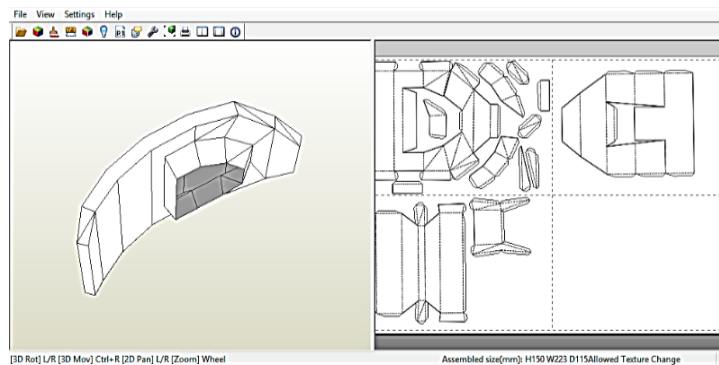 File View Settings Help
[3D Rot] L/R [3D Mov] Ctrl+R [2D Pan] L/R [Zoom] Wheel
Assembled size(mm): H150 W223 D115Allowed Texture Change